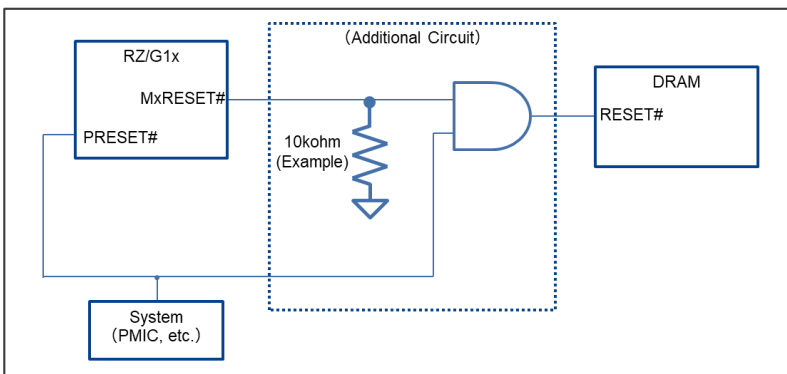 （Additional Circuit）
RZ/G1x
MxRESET#
PRESET#
10kohm
(Example)
DRAM
RESET#
System
（PMIC, etc.）